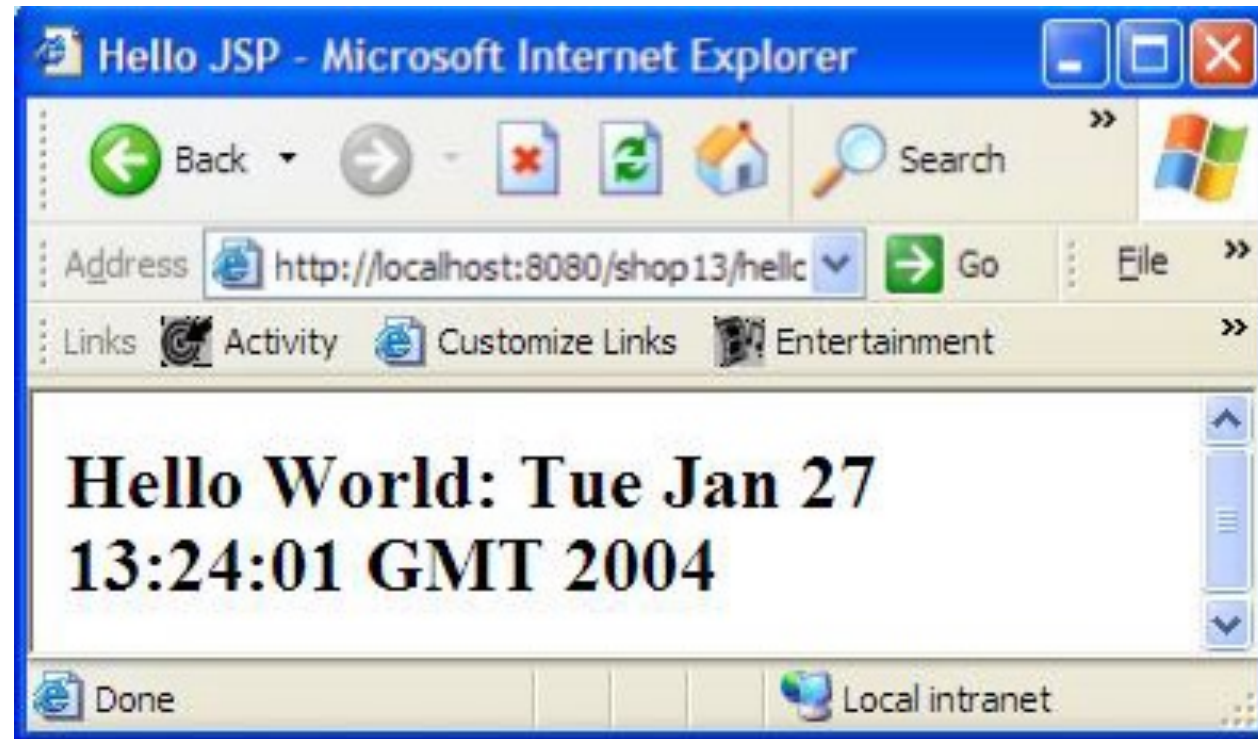 Hello JSP - Microsoft Internet Explorer
Back Search »
Address http://localhost:8080/shop13/hellc Go File »
Links Activity Customize Links Entertainment »
Hello World: Tue Jan 27
13:24:01 GMT 2004
Done Local intranet